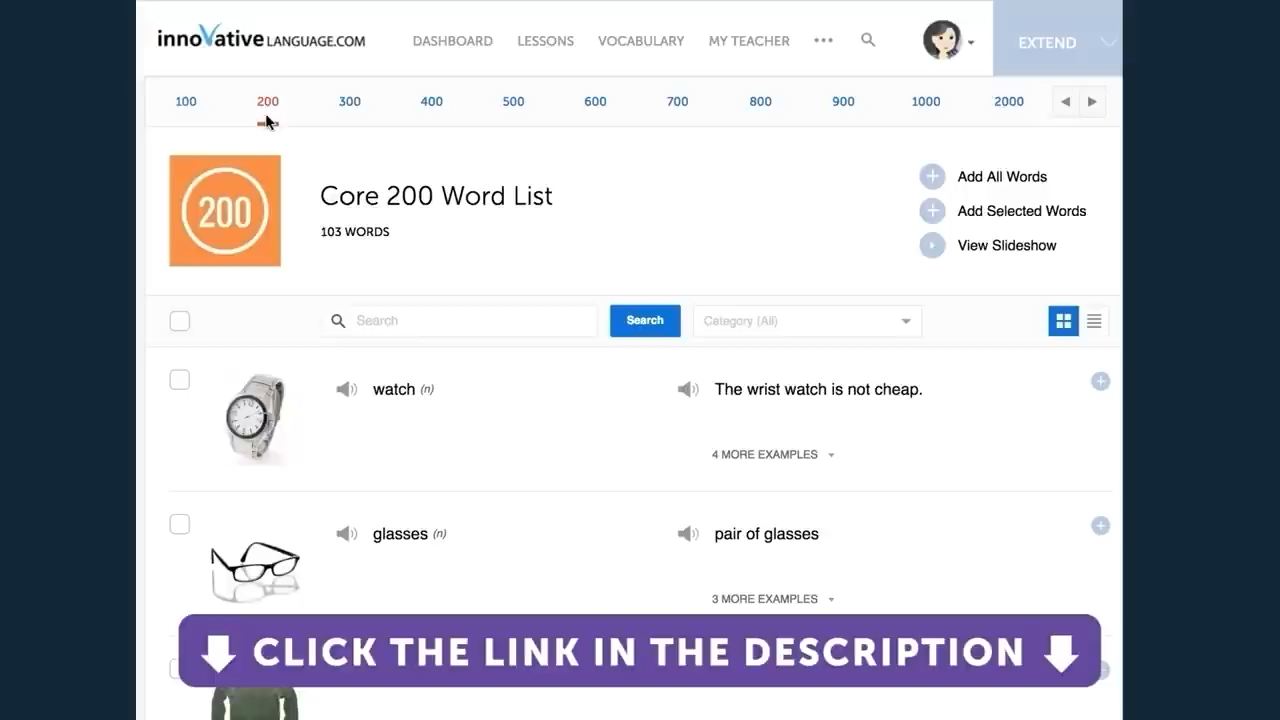 innoVative LANGUAGE.COM DASHBOARD LESSONS VOCABULARY MY TEACHER ••• EXTEND
100 200 300 400 500 600 700 800 900 1000 2000
200
Core 200 Word List
103 WORDS
Add All Words
Add Selected Words
View Slideshow
Search Search Category (All)
watch (n) The wrist watch is not cheap.
4 MORE EXAMPLES
glasses (n) pair of glasses
3 MORE EXAMPLES
CLICK THE LINK IN THE DESCRIPTION